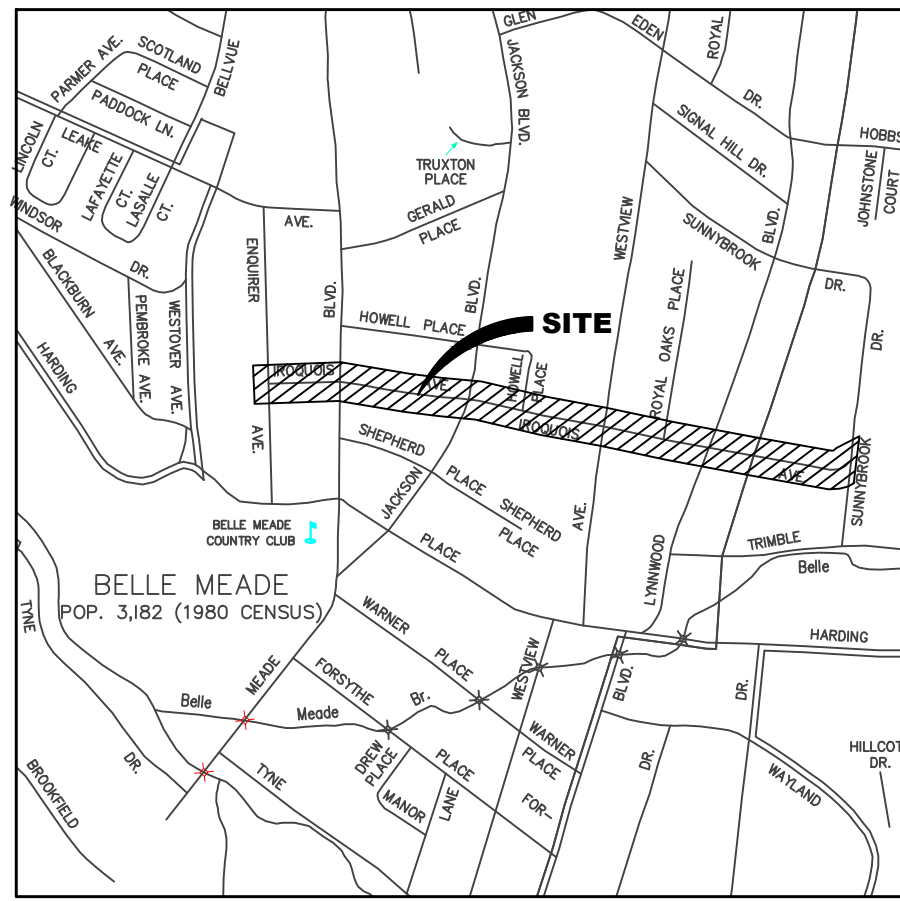 GLEN
EDEN
ROYAL
PARMER AVE.
SCOTLAND
PLACE
BELLVUE
JACKSON BLVD.
DR.
PADDOCK LN.
SIGNAL HILL DR.
HOBBS
LINCOLN
CT.
LEAKE
LAFAYETTE
CT.
LASALLE
CT.
TRUXTON
PLACE
JOHNSTONE
COURT
WINDSOR
DR.
AVE.
GERALD
PLACE
WESTVIEW
SUNNYBROOK
BLVD.
DR.
BLACKBURN
AVE.
PEMBROKE AVE.
WESTOVER AVE.
ENQUIRER
BLVD.
BLVD.
ROYAL OAKS PLACE
DR.
HOWELL PLACE
SITE
HARDING
HOWELL
PLACE
IROQUOIS
AVE
IROQUOIS
AVE
SUNNYBROOK
AVE.
SHEPHERD
PLACE
SHEPHERD
PLACE
JACKSON
AVE.
BELLE MEADE
COUNTRY CLUB
PLACE
LYNNWOOD
TRIMBLE
Belle
BELLE MEADE
POP. 3,182 (1980 CENSUS)
TYNE
WARNER
PLACE
HARDING
MEADE
FORSYTHE
WESTVIEW
BLVD.
DR.
Belle
Meade
Br.
WARNER
PLACE
DR.
DREW
PLACE
PLACE
HILLCOT
DR.
BROOKFIELD
DR.
TYNE
MANOR
LANE
FOR-
WAYLAND